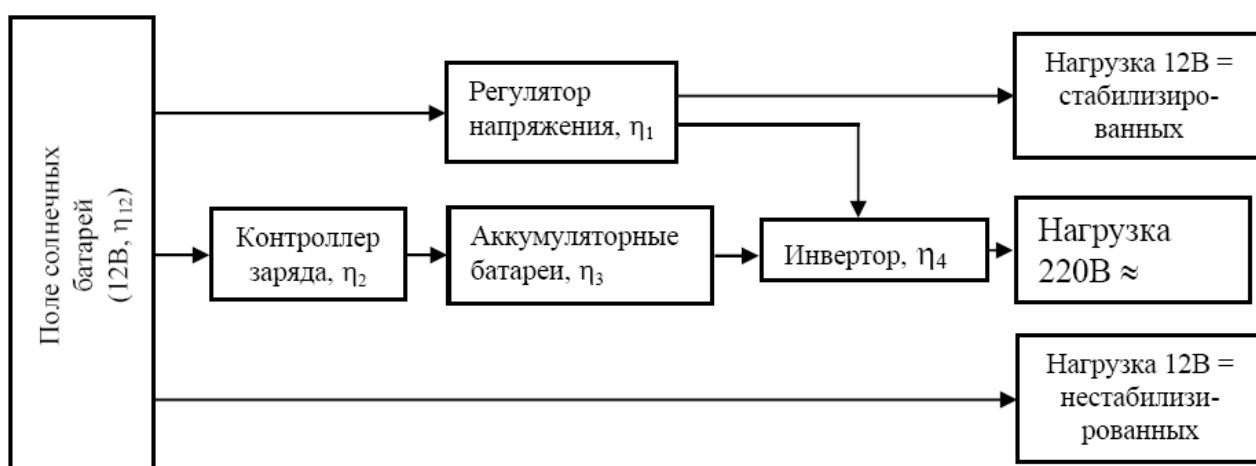 Поле солнечных
батарей
(12В, η12)
Регулятор
напряжения, η1
Нагрузка 12В =
стабилизиро-
ванных
Контроллер
заряда, η2
Аккумуляторные
батареи, η3
Инвертор, η4
Нагрузка
220В ≈
Нагрузка 12В =
нестабилизи-
рованных